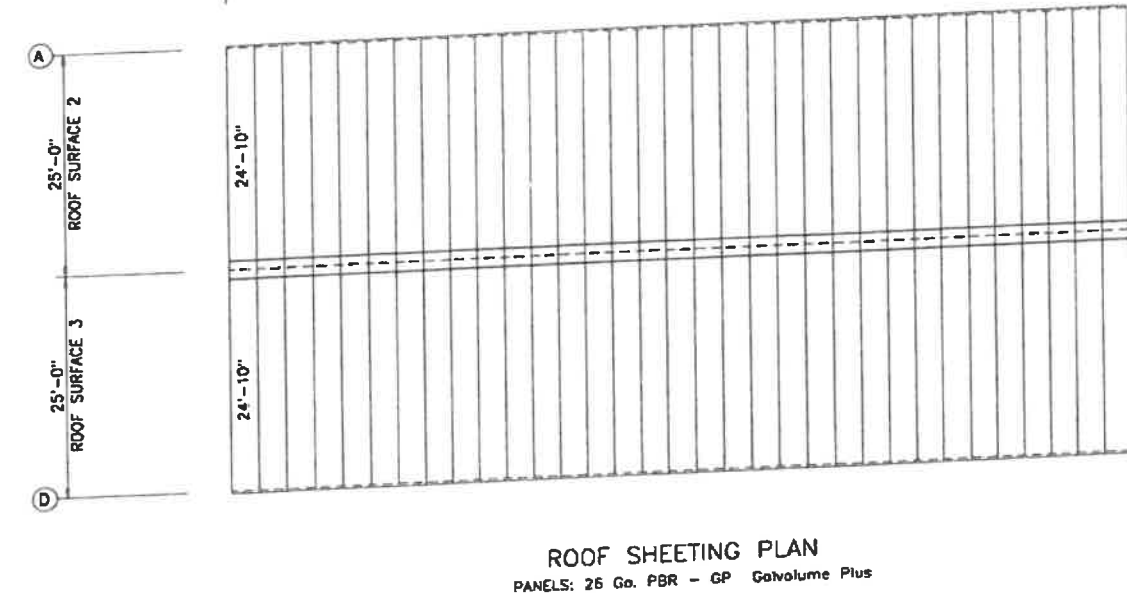 A
25'-0"
ROOF SURFACE 2
24'-10"
25'-0"
ROOF SURFACE 3
24'-10"
D
ROOF SHEETING PLAN
PANELS: 26 Ga. PBR - GP Galvalume Plus